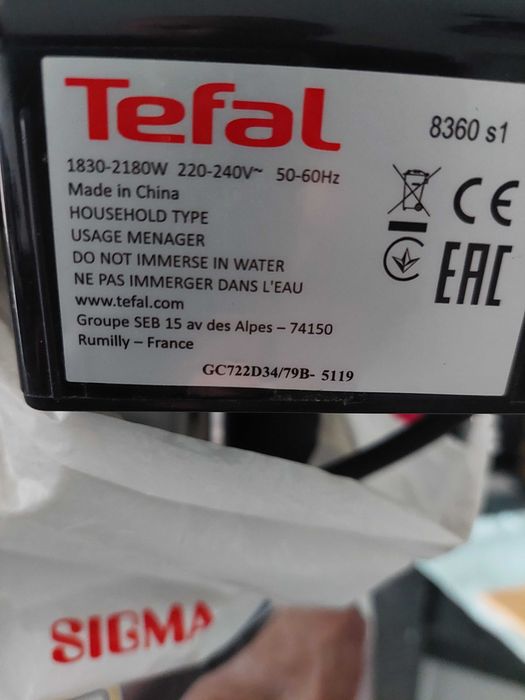 Tefal
8360 s1
1830-2180W 220-240V~ 50-60Hz
Made in China
HOUSEHOLD TYPE
USAGE MENAGER
DO NOT IMMERSE IN WATER
NE PAS IMMERGER DANS L'EAU
www.tefal.com
Groupe SEB 15 av des Alpes – 74150
Rumilly – France
GC722D34/79B- 5119
CE
EAC
SIGMA